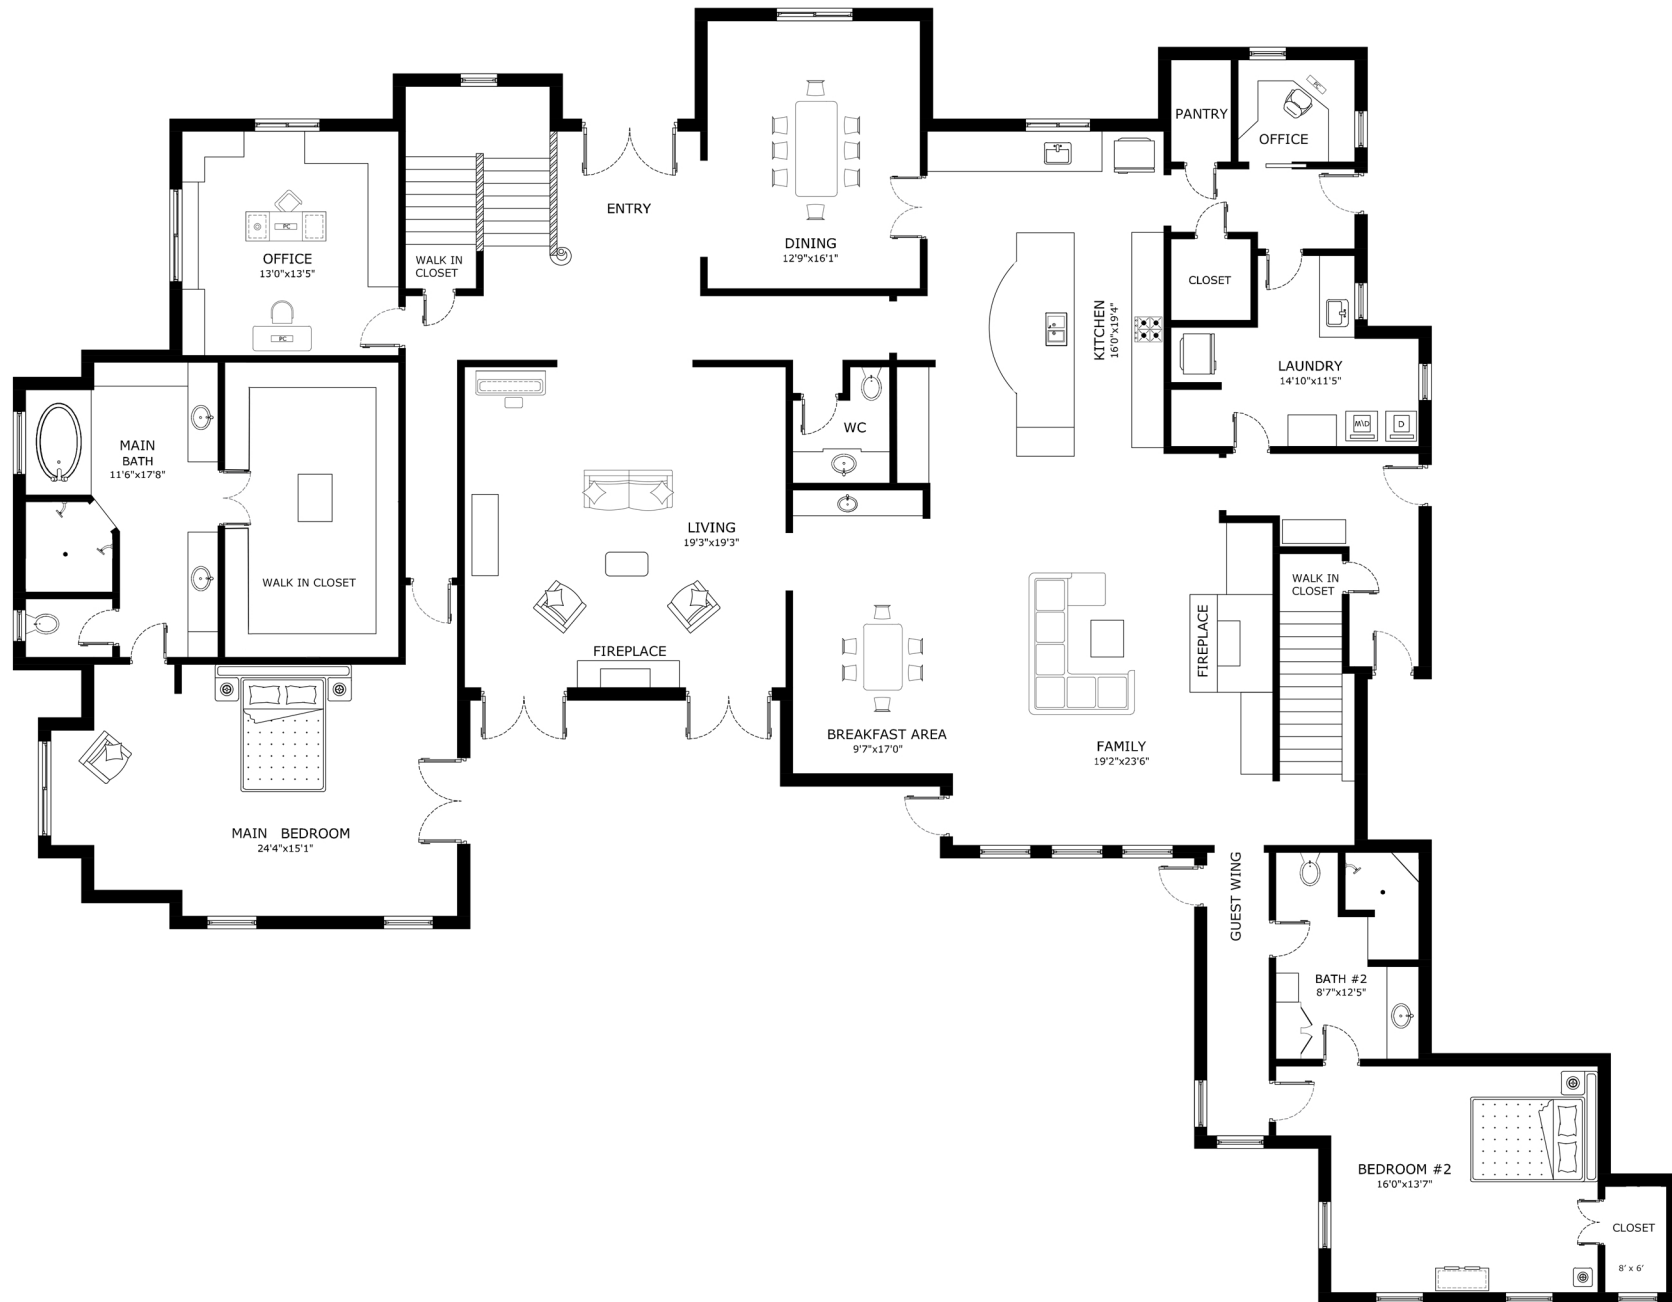 PANTRY
OFFICE
PC
ENTRY
DINING
12'9"x16'1"
OFFICE
13'0"x13'5"
PC
PC
WALK IN
CLOSET
CLOSET
KITCHEN
16'0"x19'4"
LAUNDRY
14'10"x11'5"
M\D
D
WC
MAIN
BATH
11'6"x17'8"
WALK IN CLOSET
LIVING
19'3"x19'3"
FIREPLACE
WALK IN
CLOSET
FIREPLACE
BREAKFAST AREA
9'7"x17'0"
FAMILY
19'2"x23'6"
MAIN BEDROOM
24'4"x15'1"
GUEST WING
BATH #2
8'7"x12'5"
BEDROOM #2
16'0"x13'7"
CLOSET
8' x 6'